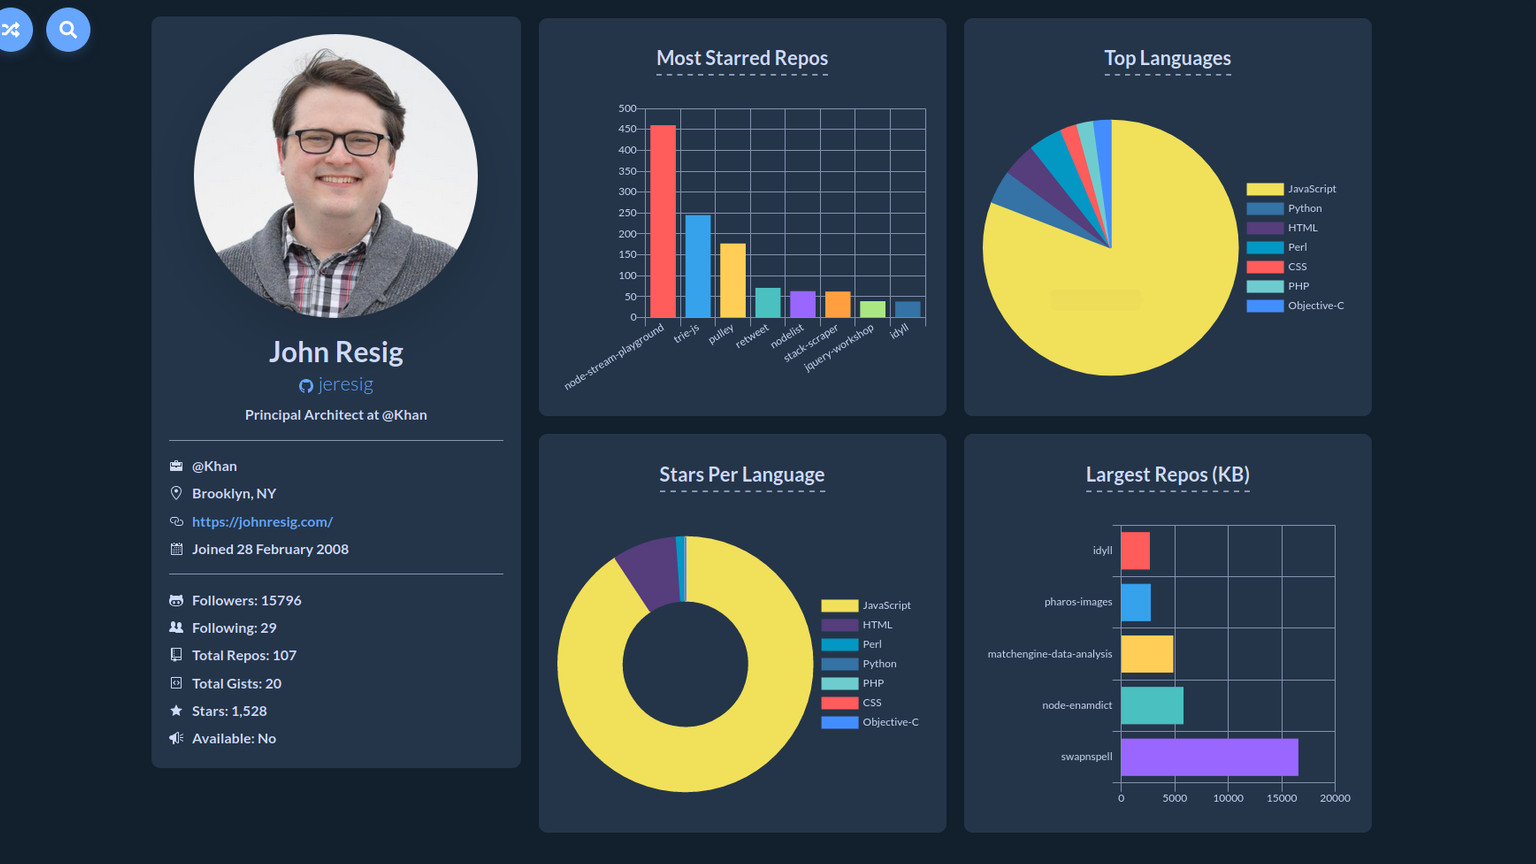 John Resig
jeresig
Principal Architect at @Khan
@Khan
Brooklyn, NY
https://johnresig.com/
Joined 28 February 2008
Followers: 15796
Following: 29
Total Repos: 107
Total Gists: 20
Stars: 1,528
Available: No
Most Starred Repos
500
450
400
350
300
250
200
150
100
50
0
node-stream-playground
trie-js
pulley
retweet
nodelist
stack-scraper
jquery-workshop
idyll
Top Languages
JavaScript
Python
HTML
Perl
CSS
PHP
Objective-C
Stars Per Language
JavaScript
HTML
Perl
Python
PHP
CSS
Objective-C
Largest Repos (KB)
idyll
pharos-images
matchengine-data-analysis
node-enamdict
swapnspell
0 5000 10000 15000 20000